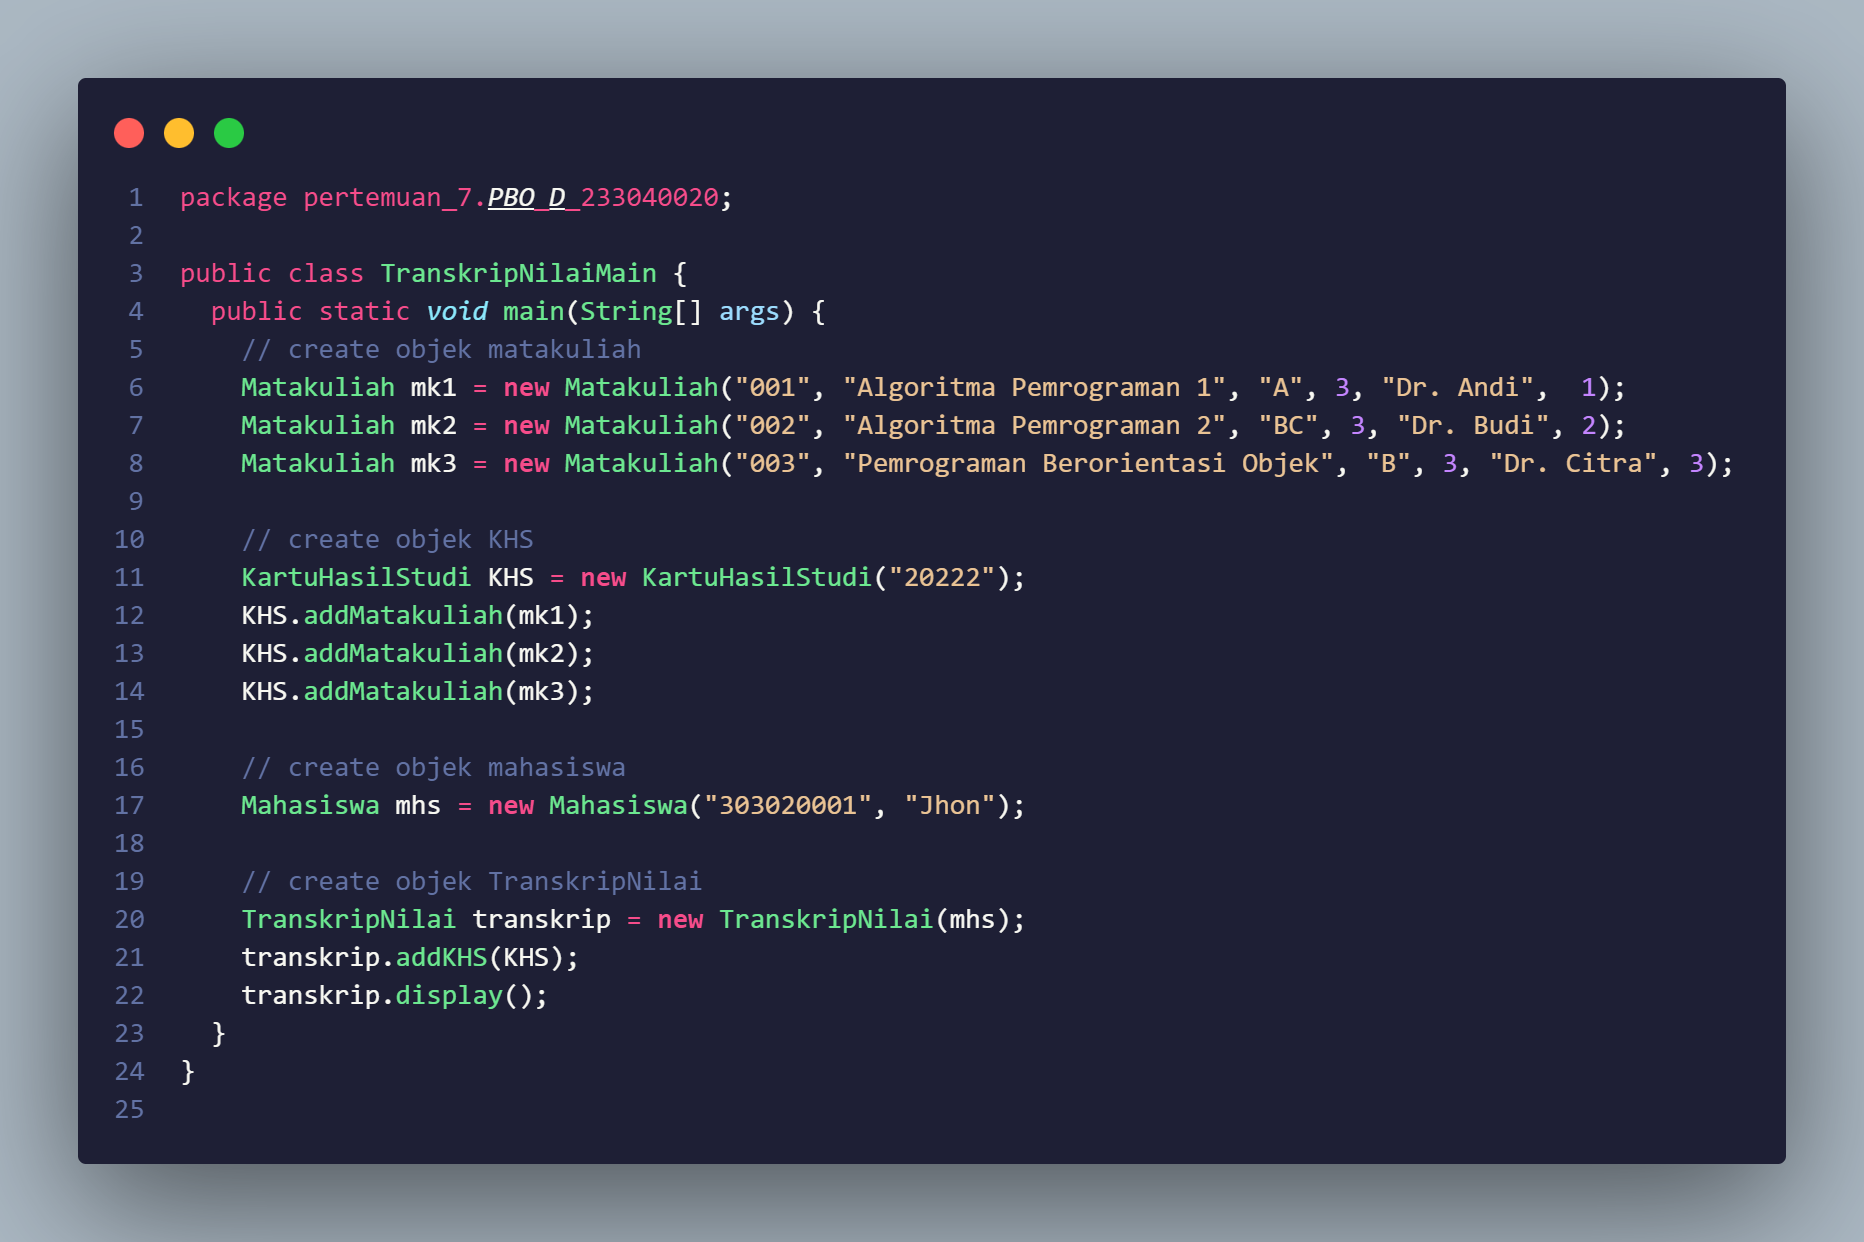 1 package pertemuan_7.PBO_D_233040020;
2
3 public class TranskripNilaiMain {
4   public static void main(String[] args) {
5     // create objek matakuliah
6     Matakuliah mk1 = new Matakuliah("001", "Algoritma Pemrograman 1", "A", 3, "Dr. Andi",  1);
7     Matakuliah mk2 = new Matakuliah("002", "Algoritma Pemrograman 2", "BC", 3, "Dr. Budi", 2);
8     Matakuliah mk3 = new Matakuliah("003", "Pemrograman Berorientasi Objek", "B", 3, "Dr. Citra", 3);
9
10     // create objek KHS
11     KartuHasilStudi KHS = new KartuHasilStudi("20222");
12     KHS.addMatakuliah(mk1);
13     KHS.addMatakuliah(mk2);
14     KHS.addMatakuliah(mk3);
15
16     // create objek mahasiswa
17     Mahasiswa mhs = new Mahasiswa("303020001", "Jhon");
18
19     // create objek TranskripNilai
20     TranskripNilai transkrip = new TranskripNilai(mhs);
21     transkrip.addKHS(KHS);
22     transkrip.display();
23   }
24 }
25